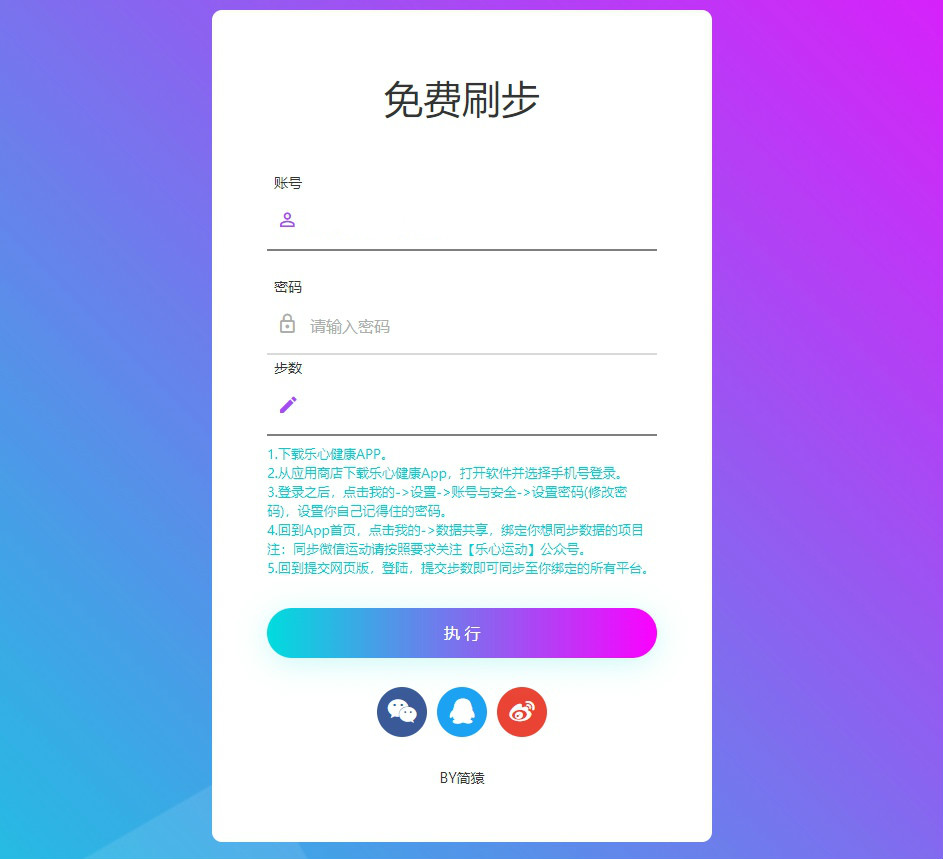 免费刷步
账号
密码
请输入密码
步数
1.下载乐心健康APP。
2.从应用商店下载乐心健康App，打开软件并选择手机号登录。
3.登录之后，点击我的->设置->账号与安全->设置密码(修改密
码)，设置你自己记得住的密码。
4.回到App首页，点击我的->数据共享，绑定你想同步数据的项目
注：同步微信运动请按照要求关注【乐心运动】公众号。
5.回到提交网页版，登陆，提交步数即可同步至你绑定的所有平台。
执 行
BY简猿